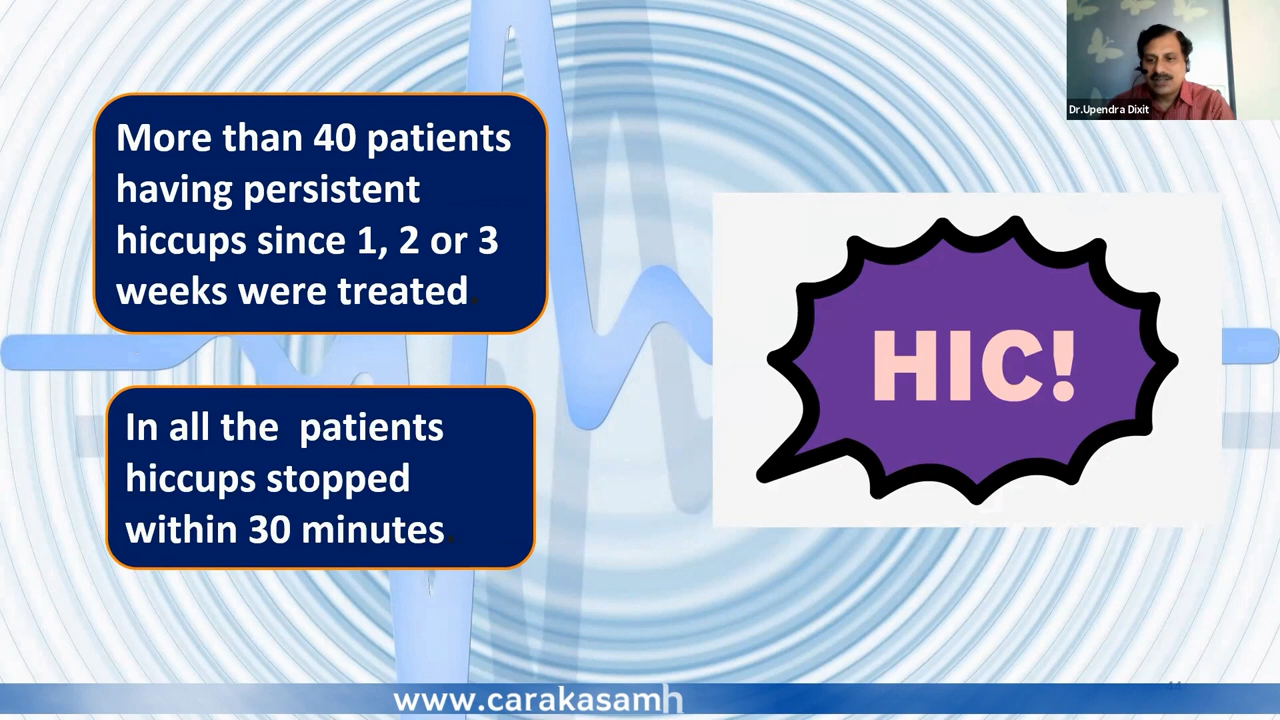 Dr.Upendra Dixit
More than 40 patients
having persistent
hiccups since 1, 2 or 3
weeks were treated.
HIC!
In all the patients
hiccups stopped
within 30 minutes.
www.carakasamh